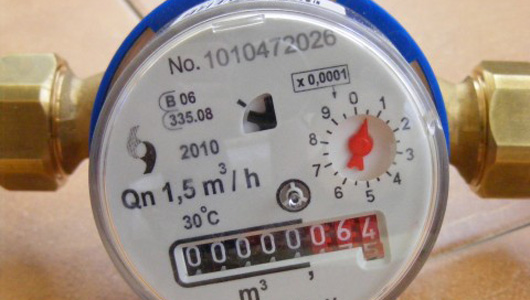 No. 1010472026
x 0,0001
B 06
335.08
2010
Qn 1,5 m³/h
30°C
0 1 2 3 4 5 6 7 8 9
00000064
m³